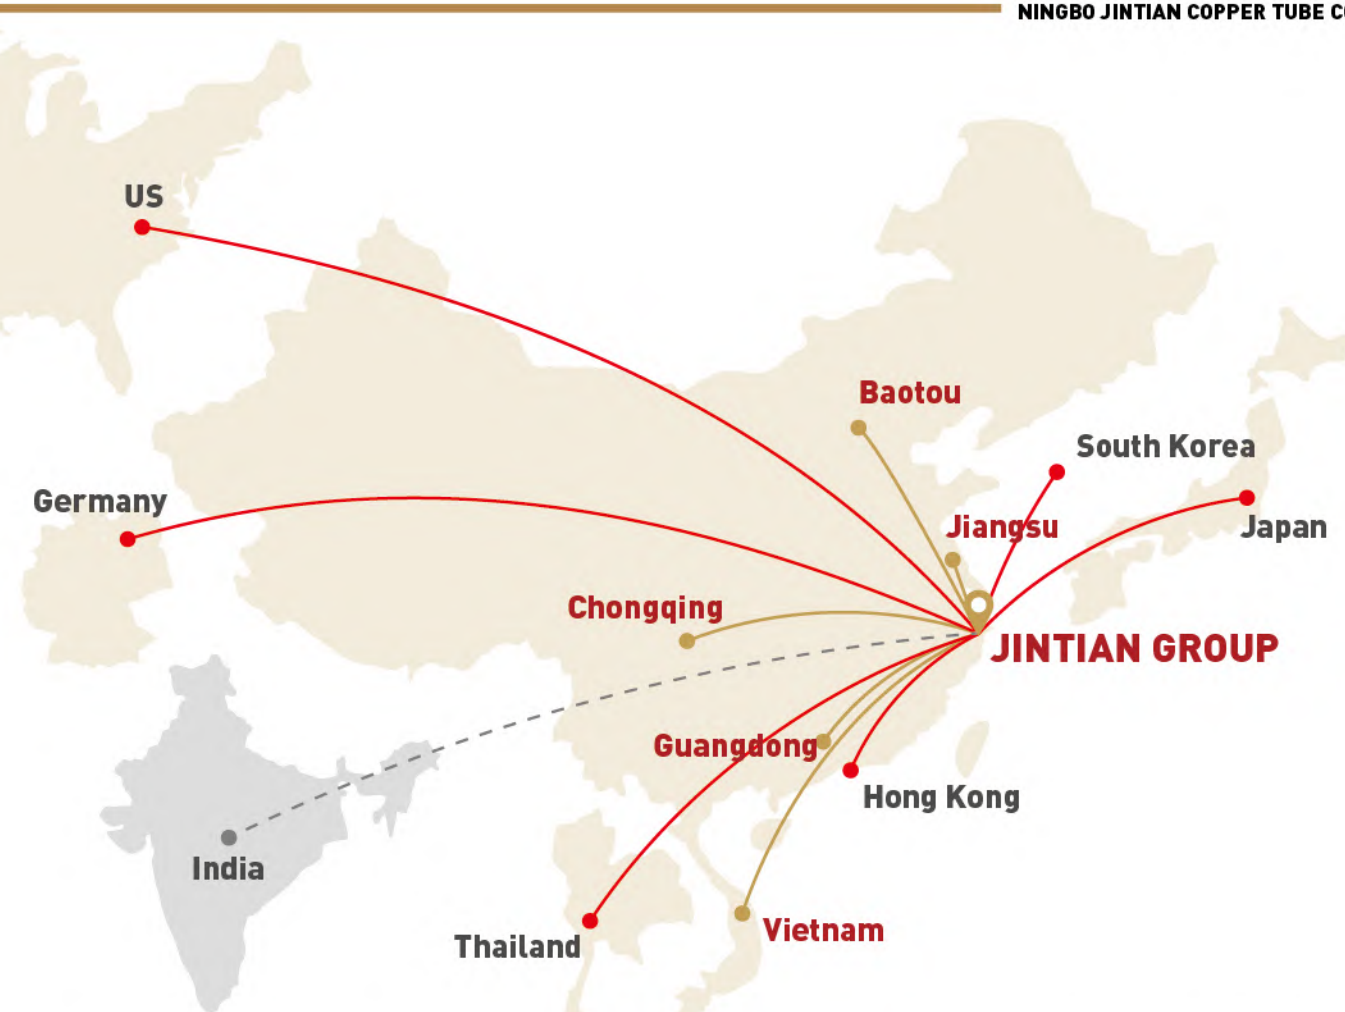 NINGBO JINTIAN COPPER TUBE
US
Baotou
South Korea
Germany
Jiangsu
Japan
Chongqing
JINTIAN GROUP
Guangdong
Hong Kong
India
Vietnam
Thailand